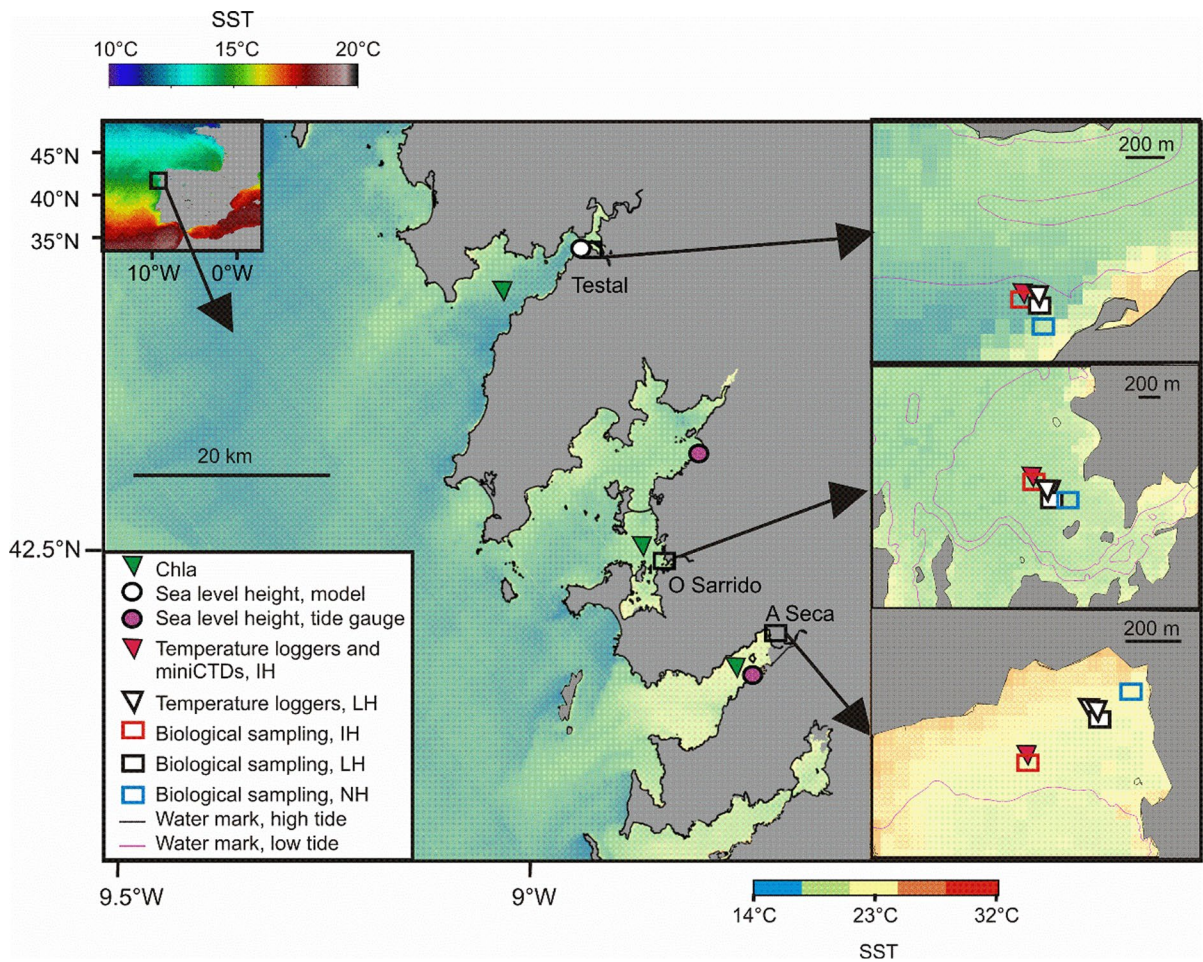 SST
10°C 15°C 20°C
45°N
40°N
35°N
10°W 0°W
200 m
Testal
200 m
20 km
42.5°N
O Sarrido
A Seca
200 m
Chla
Sea level height, model
Sea level height, tide gauge
Temperature loggers and
miniCTDs, IH
Temperature loggers, LH
Biological sampling, IH
Biological sampling, LH
Biological sampling, NH
Water mark, high tide
Water mark, low tide
9.5°W 9°W
14°C 23°C 32°C
SST